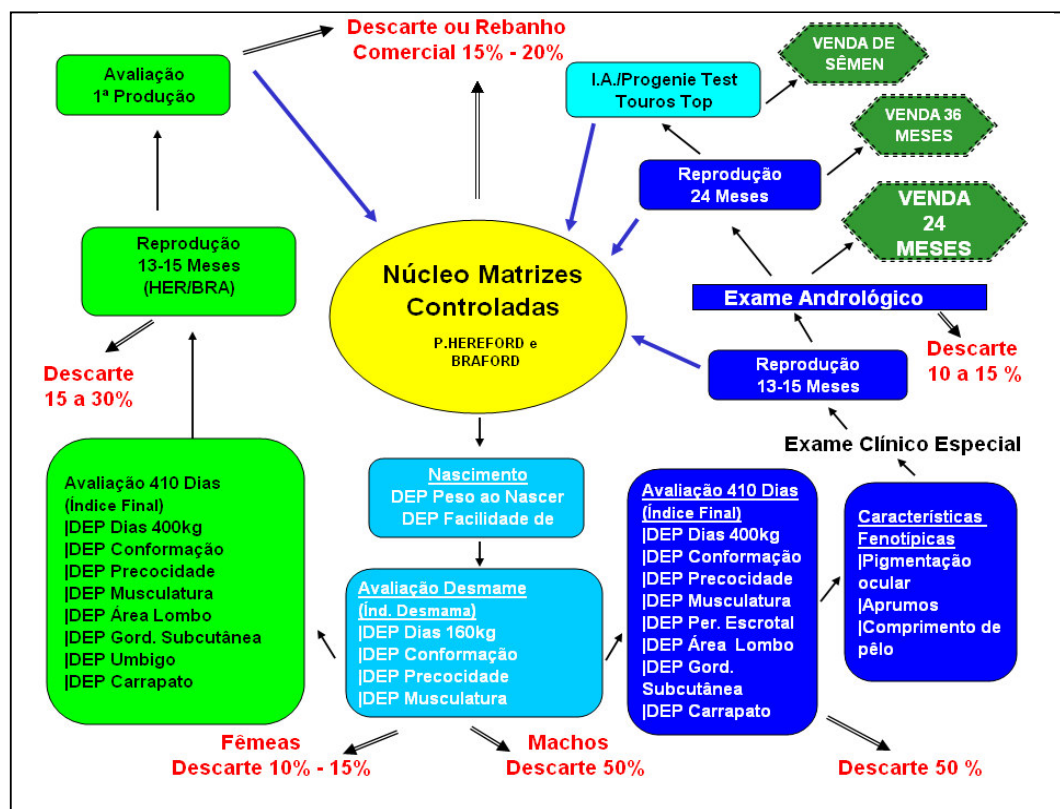 Descarte ou Rebanho
Comercial 15% - 20%
VENDA DE
SÊMEN
Avaliação
1ª Produção
I.A./Progenie Test
Touros Top
VENDA 36
MESES
Reprodução
24 Meses
VENDA
24
MESES
Reprodução
13-15 Meses
(HER/BRA)
Núcleo Matrizes
Controladas
P.HEREFORD e
BRAFORD
Exame Andrológico
Descarte
15 a 30%
Reprodução
13-15 Meses
Descarte
10 a 15 %
Exame Clínico Especial
Avaliação 410 Dias
(Índice Final)
|DEP Dias 400kg
|DEP Conformação
|DEP Precocidade
|DEP Musculatura
|DEP Área Lombo
|DEP Gord. Subcutânea
|DEP Umbigo
|DEP Carrapato
Nascimento
DEP Peso ao Nascer
DEP Facilidade de
Avaliação Desmame
(Índ. Desmama)
|DEP Dias 160kg
|DEP Conformação
|DEP Precocidade
|DEP Musculatura
Avaliação 410 Dias
(Índice Final)
|DEP Dias 400kg
|DEP Conformação
|DEP Precocidade
|DEP Musculatura
|DEP Per. Escrotal
|DEP Área Lombo
|DEP Gord.
Subcutânea
|DEP Carrapato
Características
Fenotípicas
|Pigmentação
ocular
|Aprumos
|Comprimento de
pêlo
Fêmeas
Descarte 10% - 15%
Machos
Descarte 50%
Descarte 50 %